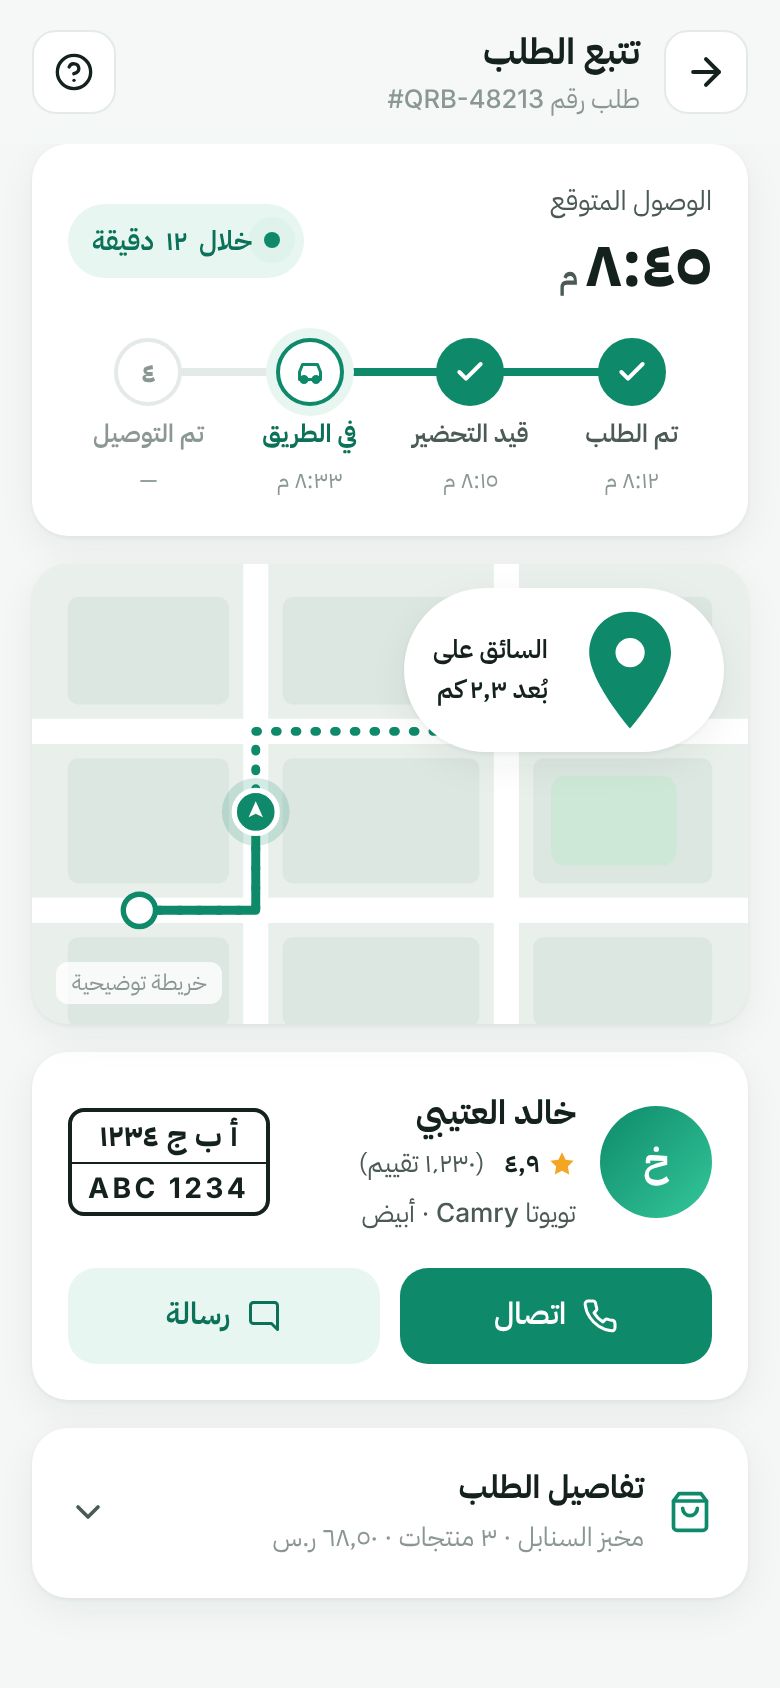 تتبع الطلب
طلب رقم QRB-48213#
الوصول المتوقع
٨:٤٥ م
خلال ١٢ دقيقة
٤
تم الطلب
قيد التحضير
في الطريق
تم التوصيل
٨:١٢ م
٨:١٥ م
٨:٣٣ م
—
السائق على
بُعد ٢,٣ كم
خريطة توضيحية
خ
خالد العتيبي
٤,٩ (١,٢٣٠ تقييم)
تويوتا Camry · أبيض
أ ب ج ١٢٣٤
ABC 1234
اتصال
رسالة
تفاصيل الطلب
مخبز السنابل · ٣ منتجات · ٦٨,٥٠ ر.س